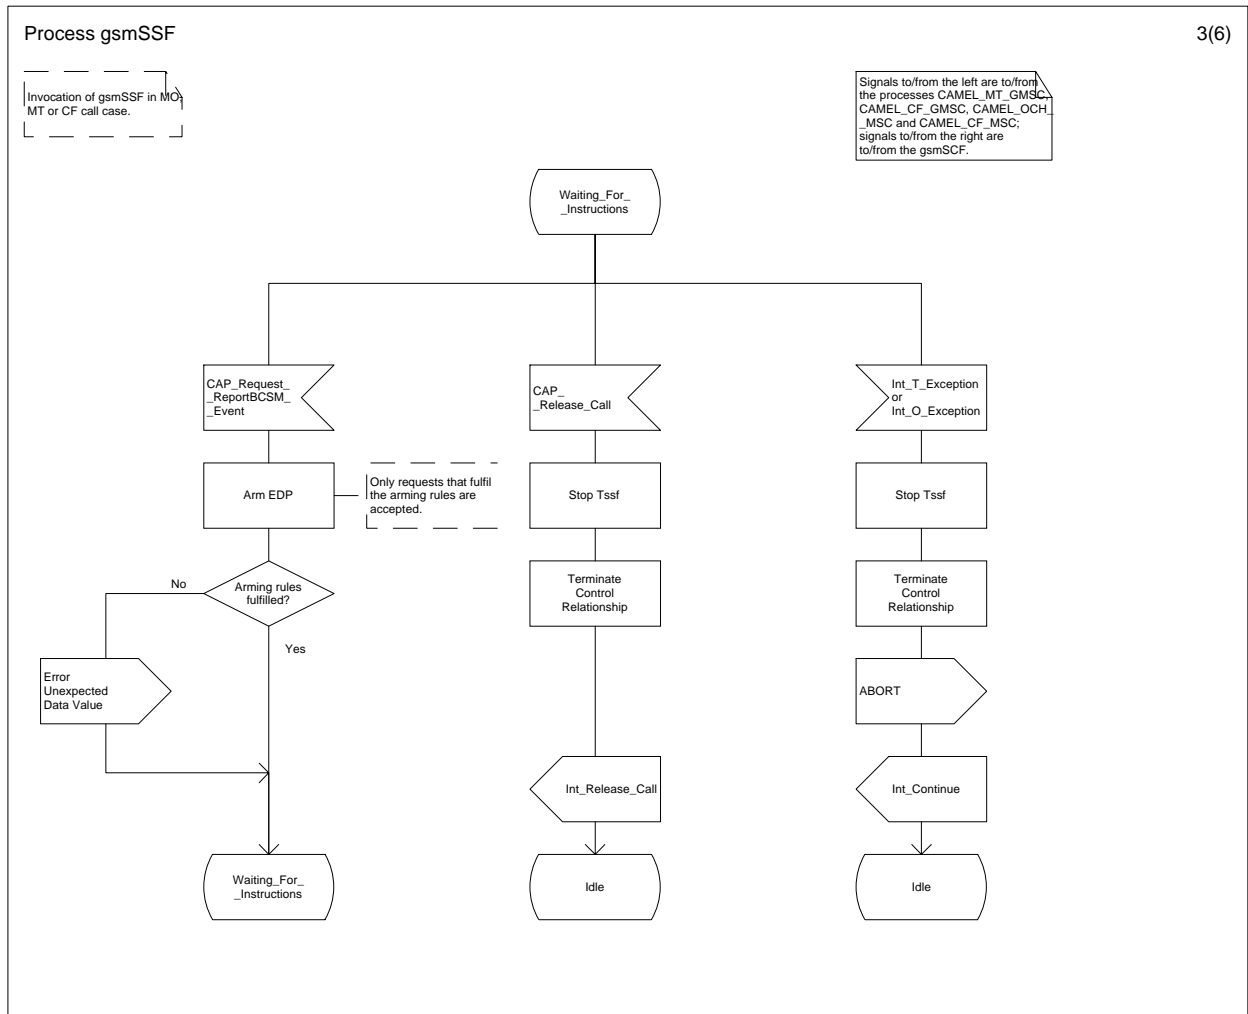 Process gsmSSF
3(6)
Invocation of gsmSSF in MO,
MT or CF call case.
Signals to/from the left are to/from
the processes CAMEL_MT_GMSC,
CAMEL_CF_GMSC, CAMEL_OCH_
_MSC and CAMEL_CF_MSC;
signals to/from the right are
to/from the gsmSCF.
Waiting_For_
_Instructions
CAP_Request_
_ReportBCSM_
_Event
CAP_
_Release_Call
Int_T_Exception
or
Int_O_Exception
Arm EDP
Only requests that fulfil
the arming rules are
accepted.
Stop Tssf
Stop Tssf
Arming rules
fulfilled?
No
Yes
Terminate
Control
Relationship
Terminate
Control
Relationship
Error
Unexpected
Data Value
ABORT
Int_Release_Call
Int_Continue
Waiting_For_
_Instructions
Idle
Idle